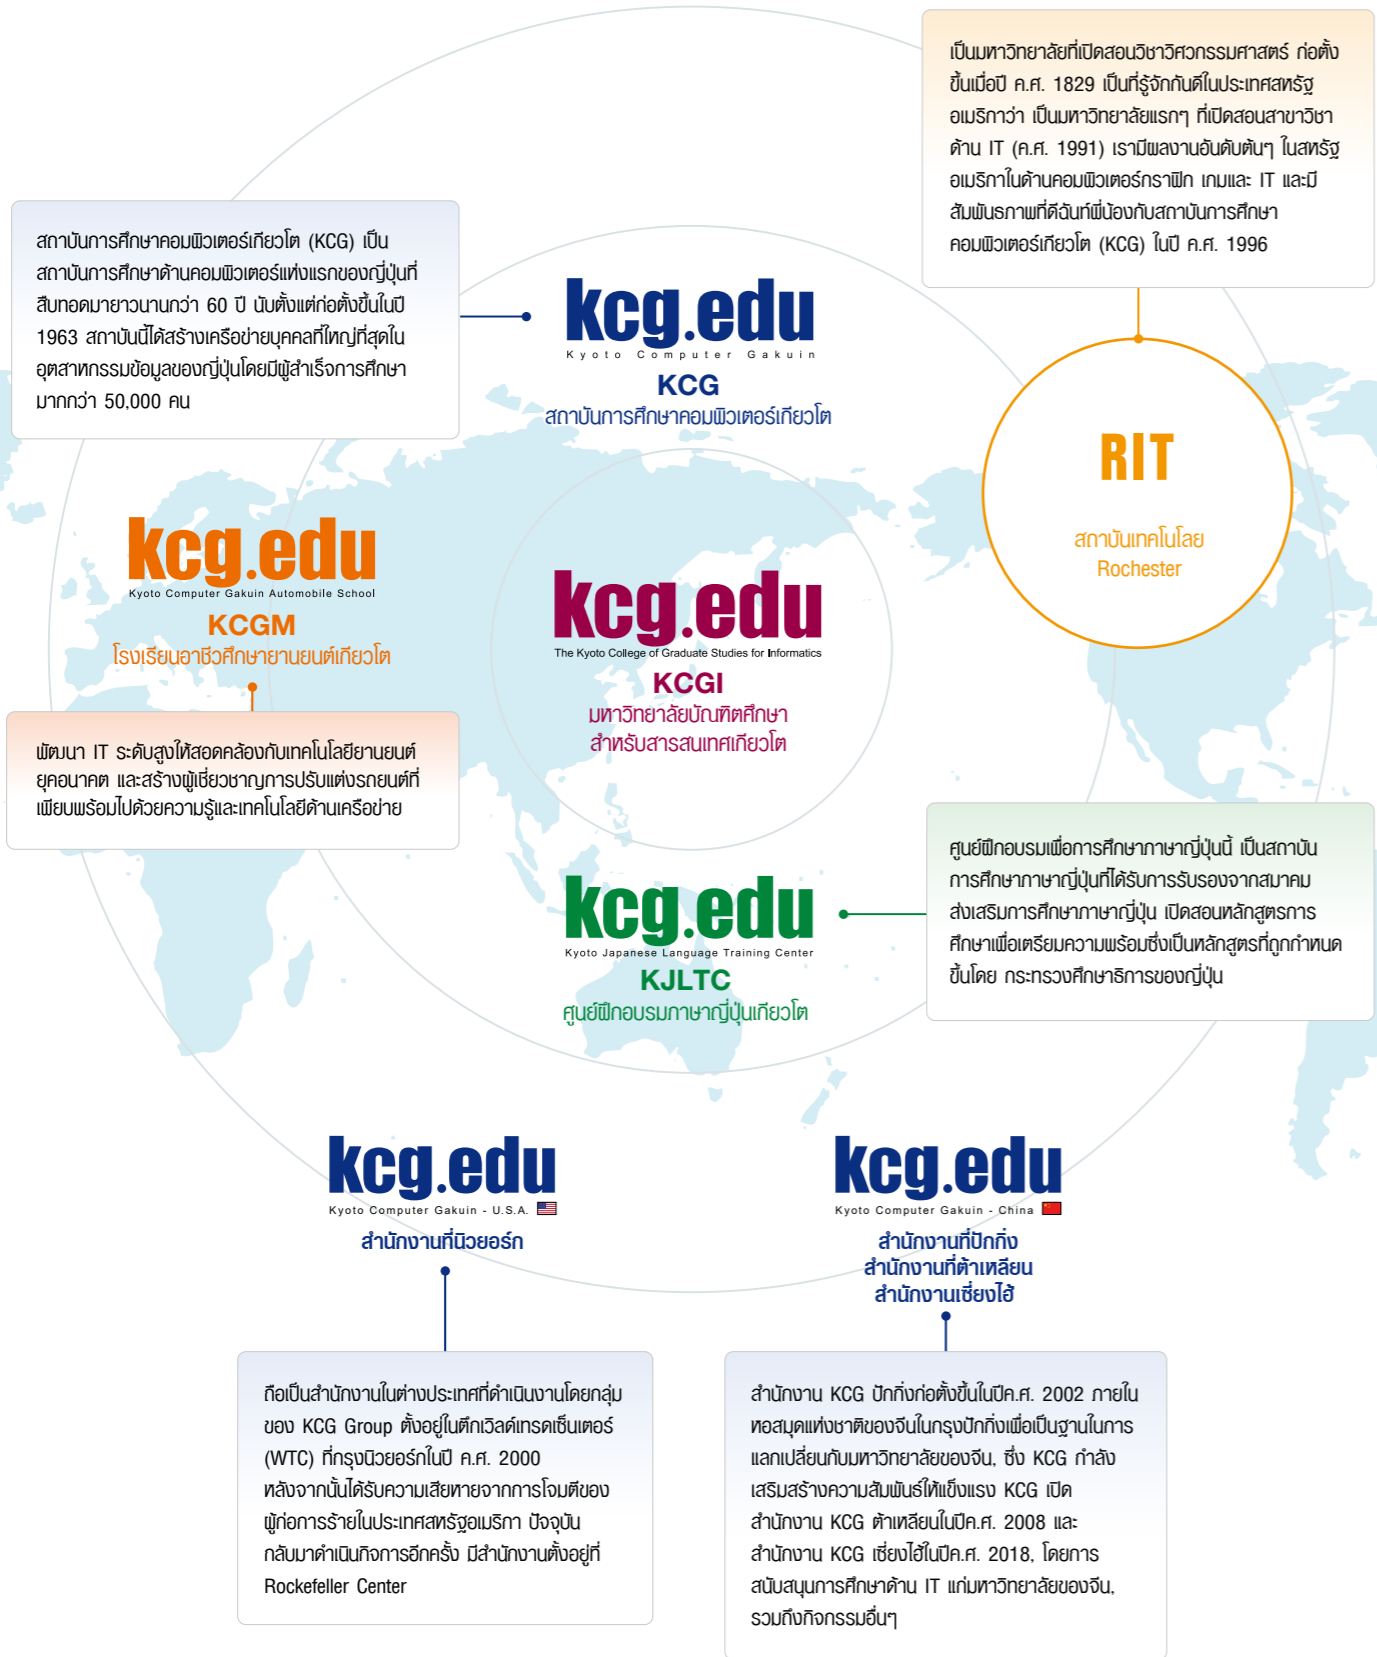 เป็นมหาวิทยาลัยที่เปิดสอนวิชาวิศวกรรมศาสตร์ ก่อตั้ง
ขึ้นเมื่อปี ค.ศ. 1829 เป็นที่รู้จักกันดีในประเทศสหรัฐ
อเมริกาว่า เป็นมหาวิทยาลัยแรกๆ ที่เปิดสอนสาขาวิชา
ด้าน IT (ค.ศ. 1991) เรามีผลงานอันดับต้นๆ ในสหรัฐ
อเมริกาในด้านคอมพิวเตอร์กราฟิก เกมและ IT และมี
สัมพันธภาพที่ดีฉันท์พี่น้องกับสถาบันการศึกษา
คอมพิวเตอร์เกียวโต (KCG) ในปี ค.ศ. 1996
สถาบันการศึกษาคอมพิวเตอร์เกียวโต (KCG) เป็น
สถาบันการศึกษาด้านคอมพิวเตอร์แห่งแรกของญี่ปุ่นที่
สืบทอดมายาวนานกว่า 60 ปี นับตั้งแต่ก่อตั้งขึ้นในปี
1963 สถาบันนี้ได้สร้างเครือข่ายบุคคลที่ใหญ่ที่สุดใน
อุตสาหกรรมข้อมูลของญี่ปุ่นโดยมีผู้สำเร็จการศึกษา
มากกว่า 50,000 คน
kcg.edu
Kyoto Computer Gakuin
KCG
สถาบันการศึกษาคอมพิวเตอร์เกียวโต
RIT
สถาบันเทคโนโลย
Rochester
kcg.edu
Kyoto Computer Gakuin Automobile School
KCGM
โรงเรียนอาชีวศึกษายานยนต์เกียวโต
kcg.edu
The Kyoto College of Graduate Studies for Informatics
KCGI
มหาวิทยาลัยบัณฑิตศึกษา
สำหรับสารสนเทศเกียวโต
พัฒนา IT ระดับสูงให้สอดคล้องกับเทคโนโลยียานยนต์
ยุคอนาคต และสร้างผู้เชี่ยวชาญการปรับแต่งรถยนต์ที่
เพียบพร้อมไปด้วยความรู้และเทคโนโลยีด้านเครือข่าย
kcg.edu
Kyoto Japanese Language Training Center
KJLTC
ศูนย์ฝึกอบรมภาษาญี่ปุ่นเกียวโต
ศูนย์ฝึกอบรมเพื่อการศึกษาภาษาญี่ปุ่นนี้ เป็นสถาบัน
การศึกษาภาษาญี่ปุ่นที่ได้รับการรับรองจากสมาคม
ส่งเสริมการศึกษาภาษาญี่ปุ่น เปิดสอนหลักสูตรการ
ศึกษาเพื่อเตรียมความพร้อมซึ่งเป็นหลักสูตรที่ถูกกำหนด
ขึ้นโดย กระทรวงศึกษาธิการของญี่ปุ่น
kcg.edu
Kyoto Computer Gakuin - U.S.A.
สำนักงานที่นิวยอร์ก
kcg.edu
Kyoto Computer Gakuin - China
สำนักงานที่ปักกิ่ง
สำนักงานที่ต้าเหลียน
สำนักงานเซี่ยงไฮ้
ถือเป็นสำนักงานในต่างประเทศที่ดำเนินงานโดยกลุ่ม
ของ KCG Group ตั้งอยู่ในตึกเวิลด์เทรดเซ็นเตอร์
(WTC) ที่กรุงนิวยอร์กในปี ค.ศ. 2000
หลังจากนั้นได้รับความเสียหายจากการโจมตีของ
ผู้ก่อการร้ายในประเทศสหรัฐอเมริกา ปัจจุบัน
กลับมาดำเนินกิจการอีกครั้ง มีสำนักงานตั้งอยู่ที่
Rockefeller Center
สำนักงาน KCG ปักกิ่งก่อตั้งขึ้นในปีค.ศ. 2002 ภายใน
หอสมุดแห่งชาติของจีนในกรุงปักกิ่งเพื่อเป็นฐานในการ
แลกเปลี่ยนกับมหาวิทยาลัยของจีน, ซึ่ง KCG กำลัง
เสริมสร้างความสัมพันธ์ให้แข็งแรง KCG เปิด
สำนักงาน KCG ต้าเหลียนในปีค.ศ. 2008 และ
สำนักงาน KCG เซี่ยงไฮ้ในปีค.ศ. 2018, โดยการ
สนับสนุนการศึกษาด้าน IT แก่มหาวิทยาลัยของจีน,
รวมถึงกิจกรรมอื่นๆ